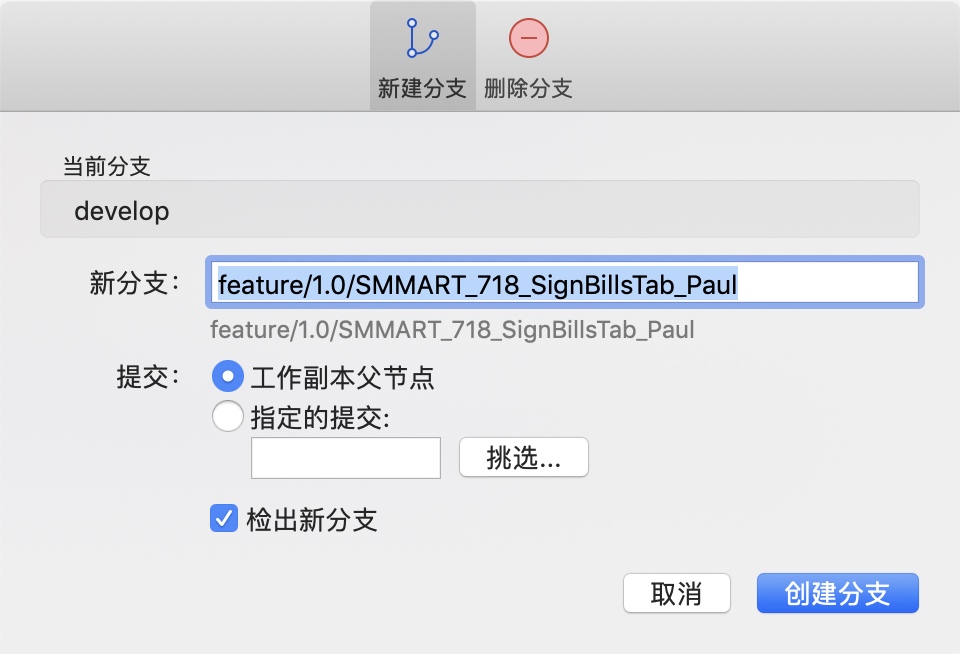 新建分支 删除分支
当前分支
develop
新分支: feature/1.0/SMMART_718_SignBillsTab_Paul
feature/1.0/SMMART_718_SignBillsTab_Paul
提交: 工作副本父节点
指定的提交:
挑选...
检出新分支
取消 创建分支